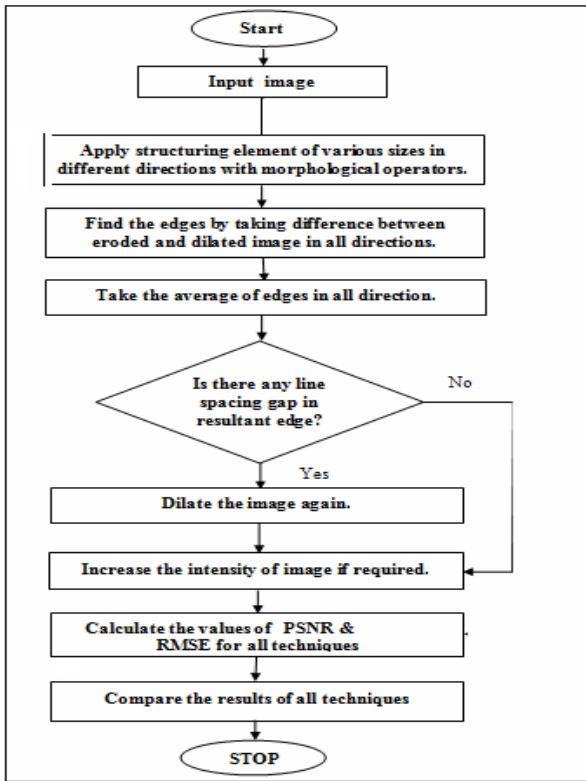 Start
Input image
Apply structuring element of various sizes in
different directions with morphological operators.
Find the edges by taking difference between
eroded and dilated image in all directions.
Take the average of edges in all direction.
Is there any line
spacing gap in
resultant edge?
No
Yes
Dilate the image again.
Increase the intensity of image if required.
Calculate the values of PSNR &
RMSE for all techniques
Compare the results of all techniques
STOP